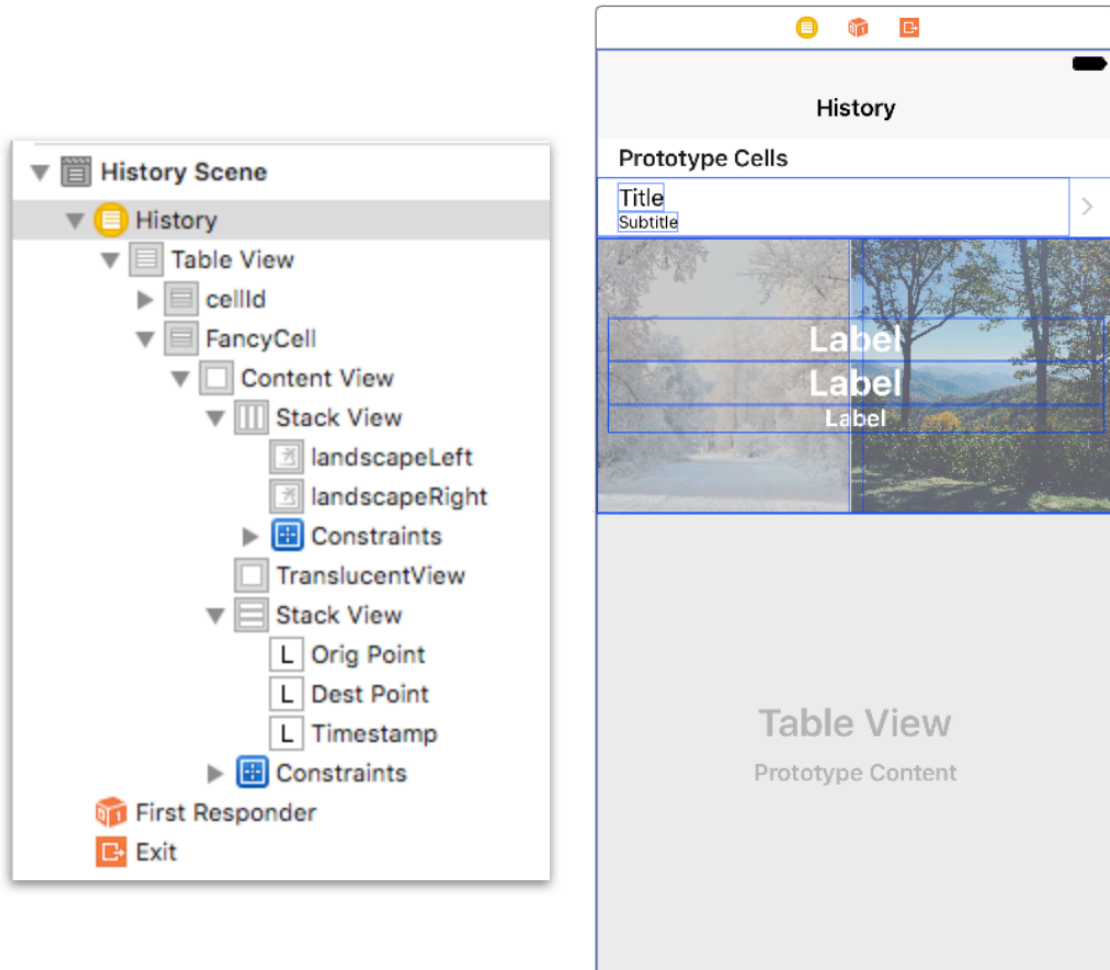 History Scene
History
Table View
cellId
FancyCell
Content View
Stack View
landscapeLeft
landscapeRight
Constraints
TranslucentView
Stack View
L Orig Point
L Dest Point
L Timestamp
Constraints
First Responder
Exit
History
Prototype Cells
Title
Subtitle
Label
Label
Label
Table View
Prototype Content